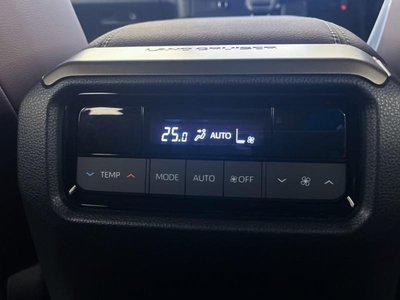 LAND CRUISER
25.0 AUTO
TEMP MODE AUTO OFF